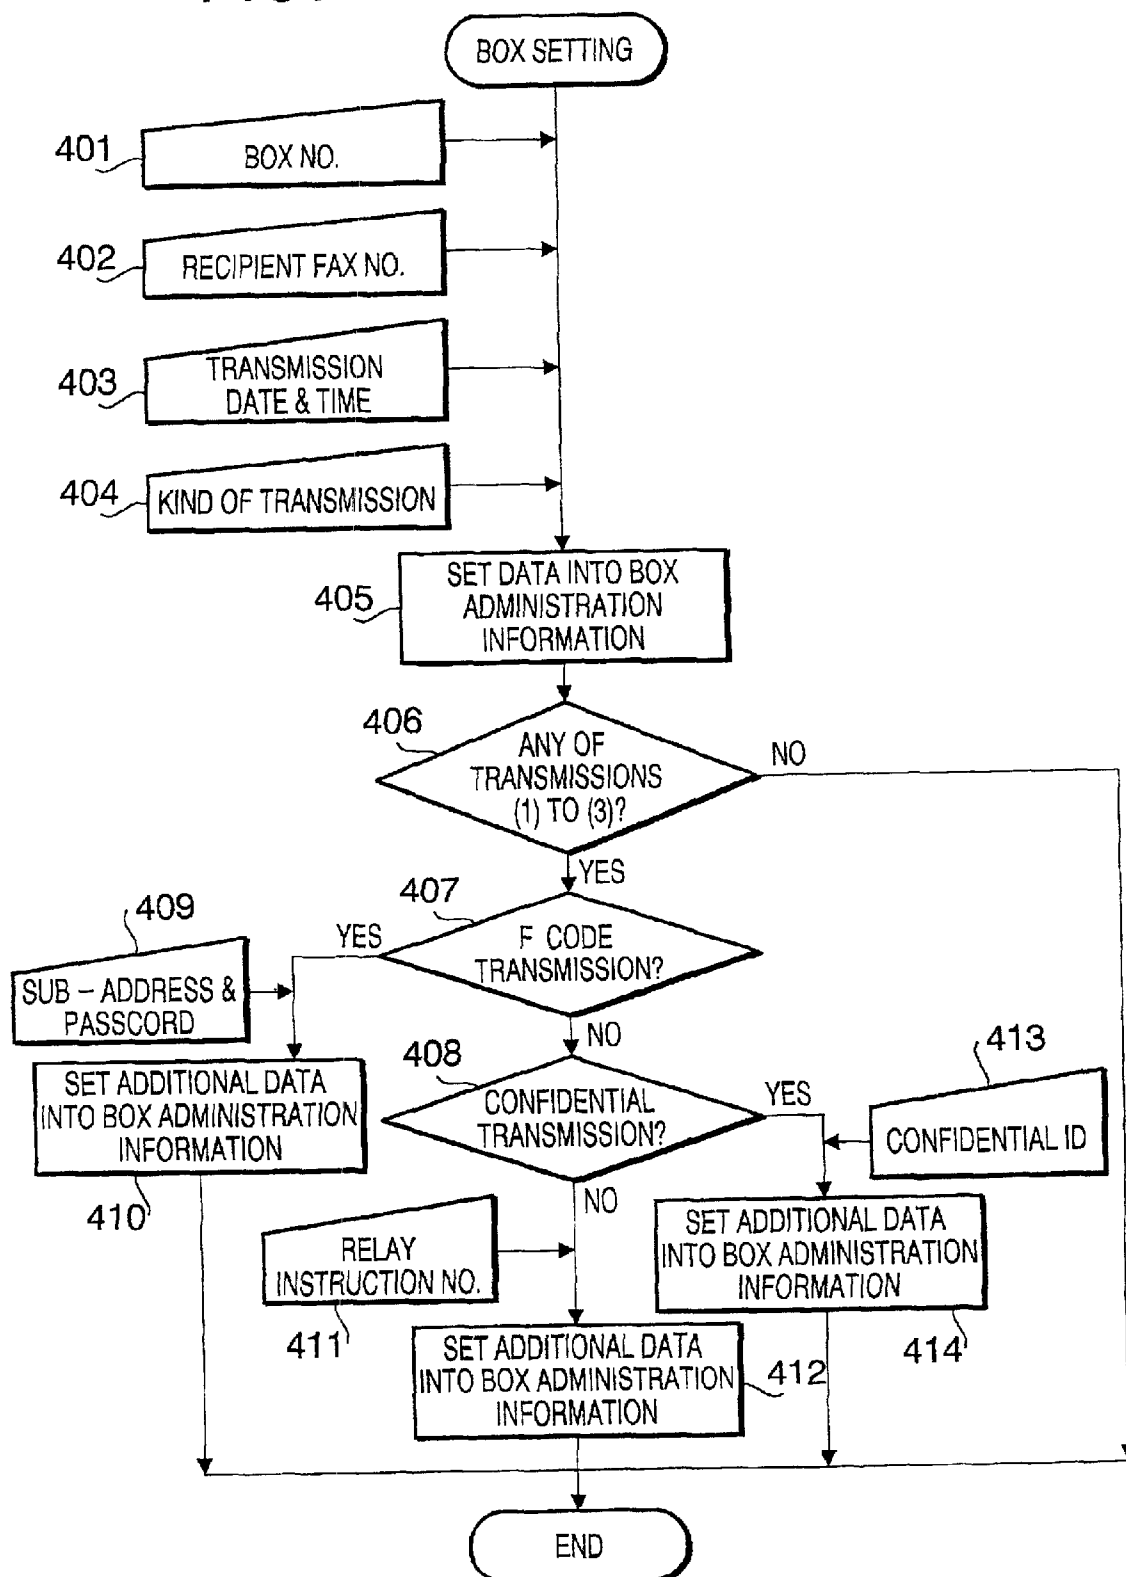 BOX SETTING
401
BOX NO.
402
RECIPIENT FAX NO.
403
TRANSMISSION
DATE & TIME
404
KIND OF TRANSMISSION
405
SET DATA INTO BOX
ADMINISTRATION
INFORMATION
406
ANY OF
TRANSMISSIONS
(1) TO (3)?
NO
YES
407
F CODE
TRANSMISSION?
YES
NO
409
SUB – ADDRESS &
PASSCORD
SET ADDITIONAL DATA
INTO BOX ADMINISTRATION
INFORMATION
410
408
CONFIDENTIAL
TRANSMISSION?
YES
NO
413
CONFIDENTIAL ID
SET ADDITIONAL DATA
INTO BOX ADMINISTRATION
INFORMATION
414
RELAY
INSTRUCTION NO.
411
SET ADDITIONAL DATA
INTO BOX ADMINISTRATION
INFORMATION
412
END